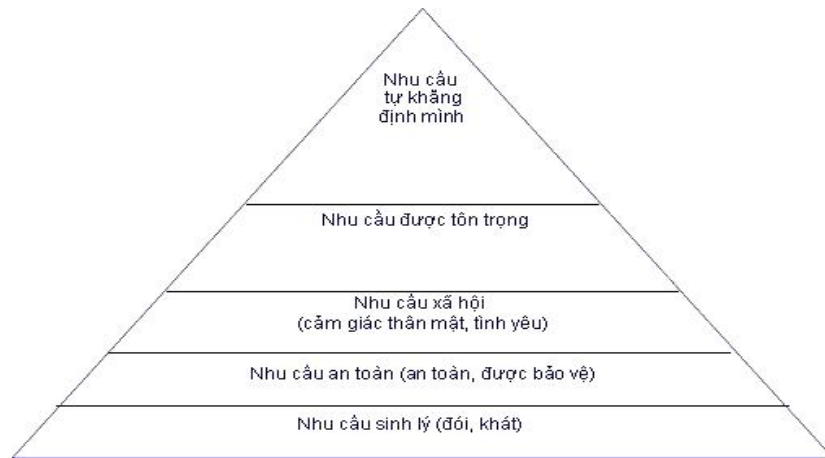 Nhu cầu
tự khẳng
định mình
Nhu cầu được tôn trọng
Nhu cầu xã hội
(cảm giác thân mật, tình yêu)
Nhu cầu an toàn (an toàn, được bảo vệ)
Nhu cầu sinh lý (đói, khát)